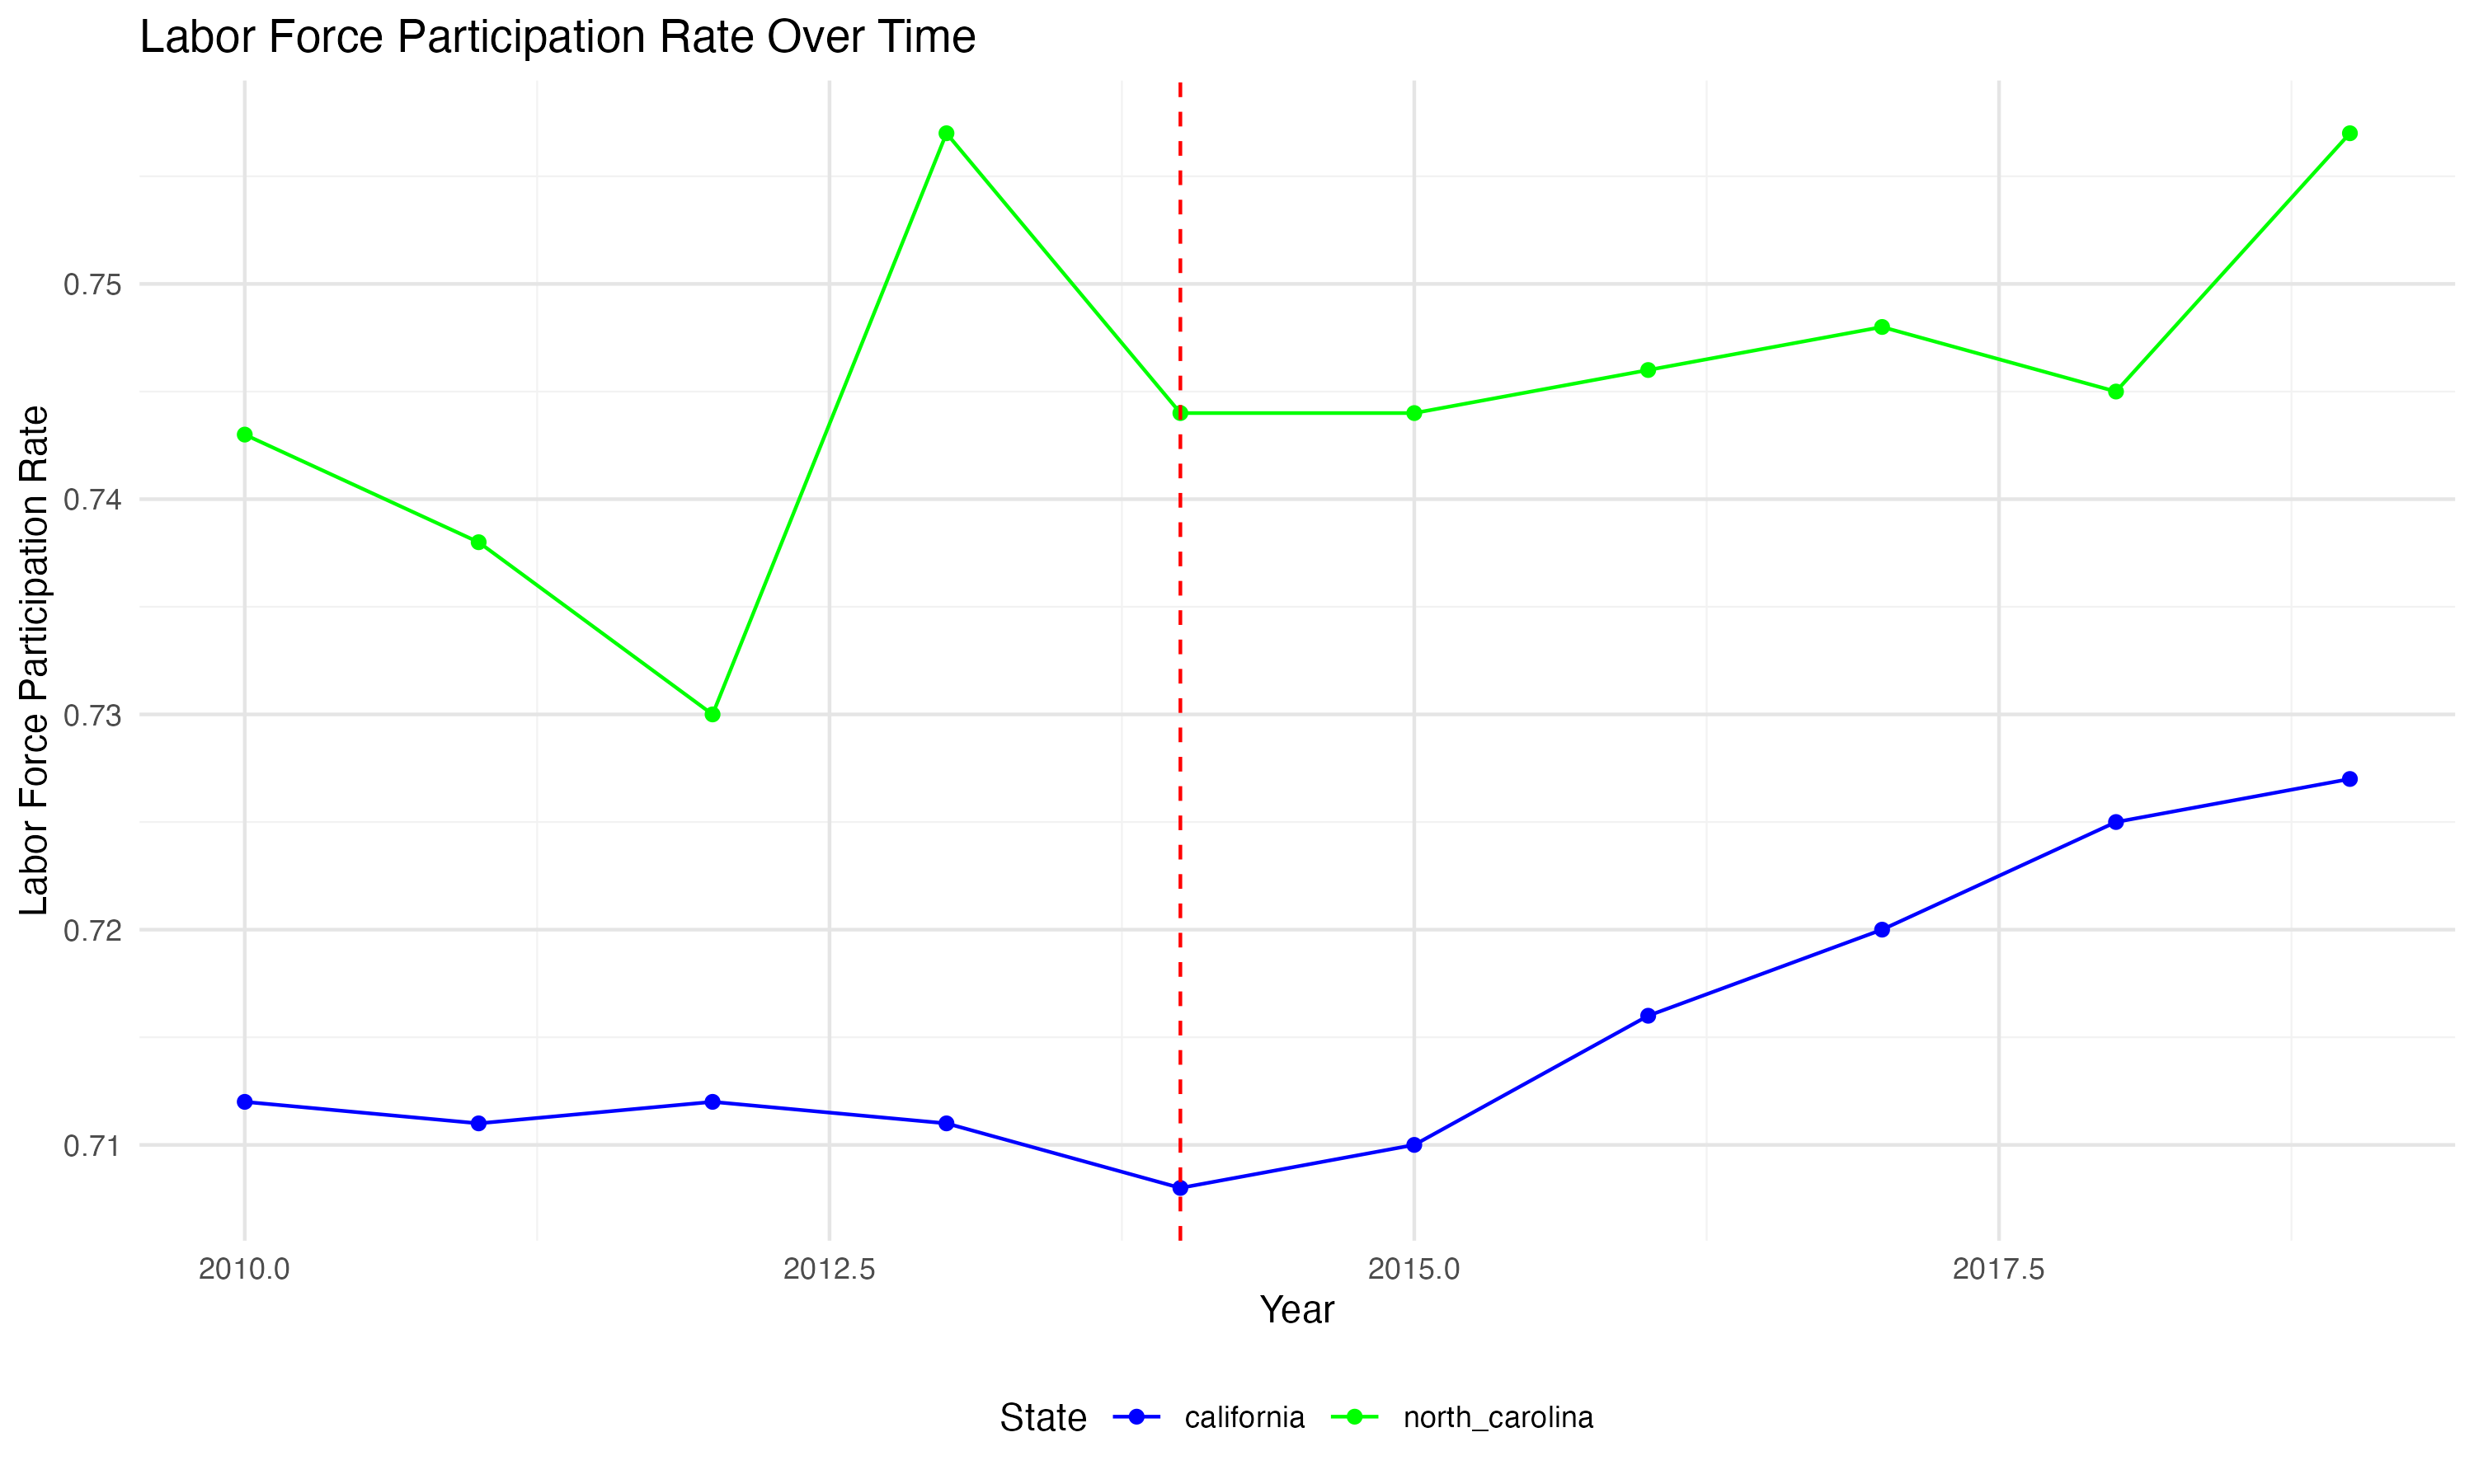 Labor Force Participation Rate Over Time
Labor Force Participation Rate
0.75
0.74
0.73
0.72
0.71
2010.0 2012.5 2015.0 2017.5
Year
State california north_carolina